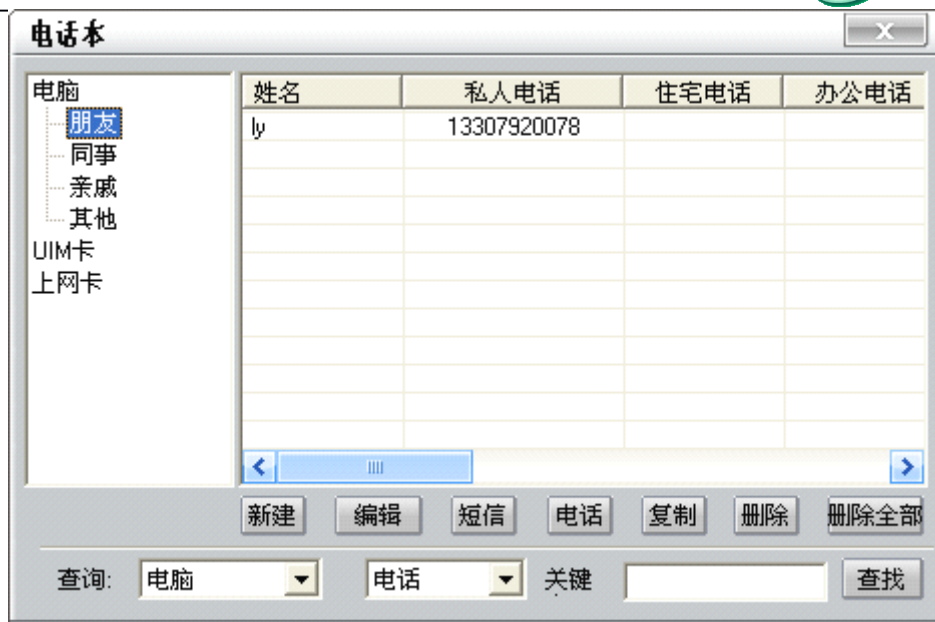 电话本
X
电脑
朋友
同事
亲戚
其他
UIM卡
上网卡
姓名 私人电话 住宅电话 办公电话
ly 13307920078
新建 编辑 短信 电话 复制 删除 删除全部
查询: 电脑 电话 关键 查找